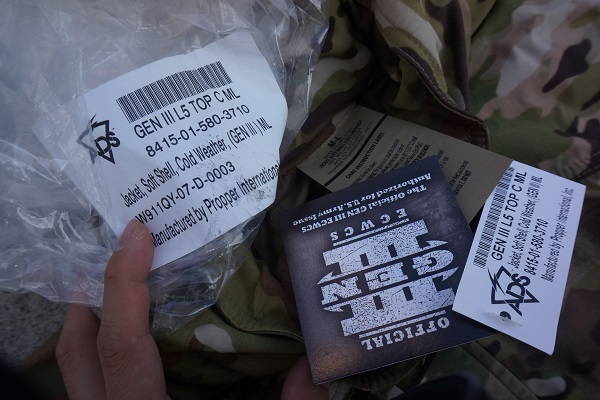 GEN III L5 TOP C ML
8415-01-580-3710
ADS
Jacket, Soft Shell, Cold Weather, (GEN III) ML
W911QY-07-D-0003
Manufactured by Propper International
M-L
The Official GEN III ECWCS
Authorized for U.S. Army Issue
ECWCS
III
GEN
III
OFFICIAL
GEN III L5 TOP C ML
8415-01-580-3710
Jacket, Soft Shell, Cold Weather, (GEN III) ML
Manufactured by Propper International, Inc.
ADS